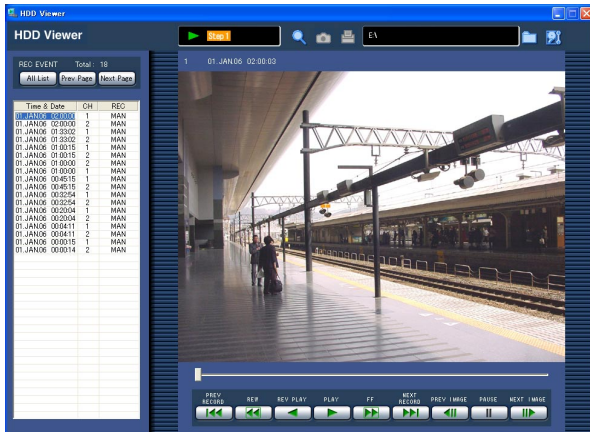 HDD Viewer
HDD Viewer
Step1
E:\
REC EVENT Total : 18
All List Prev Page Next Page
1 01.JAN.06 02:00:03
Time & Date CH REC
01.JAN.06 02:00:00 1 MAN
01.JAN.06 02:00:00 2 MAN
01.JAN.06 01:33:02 1 MAN
01.JAN.06 01:33:02 2 MAN
01.JAN.06 01:00:15 1 MAN
01.JAN.06 01:00:15 2 MAN
01.JAN.06 01:00:00 2 MAN
01.JAN.06 01:00:00 1 MAN
01.JAN.06 00:45:15 1 MAN
01.JAN.06 00:45:15 2 MAN
01.JAN.06 00:32:54 1 MAN
01.JAN.06 00:32:54 2 MAN
01.JAN.06 00:20:04 1 MAN
01.JAN.06 00:20:04 2 MAN
01.JAN.06 00:04:11 1 MAN
01.JAN.06 00:04:11 2 MAN
01.JAN.06 00:00:15 1 MAN
01.JAN.06 00:00:14 2 MAN
PREV RECORD REW REV PLAY PLAY FF NEXT RECORD PREV IMAGE PAUSE NEXT IMAGE